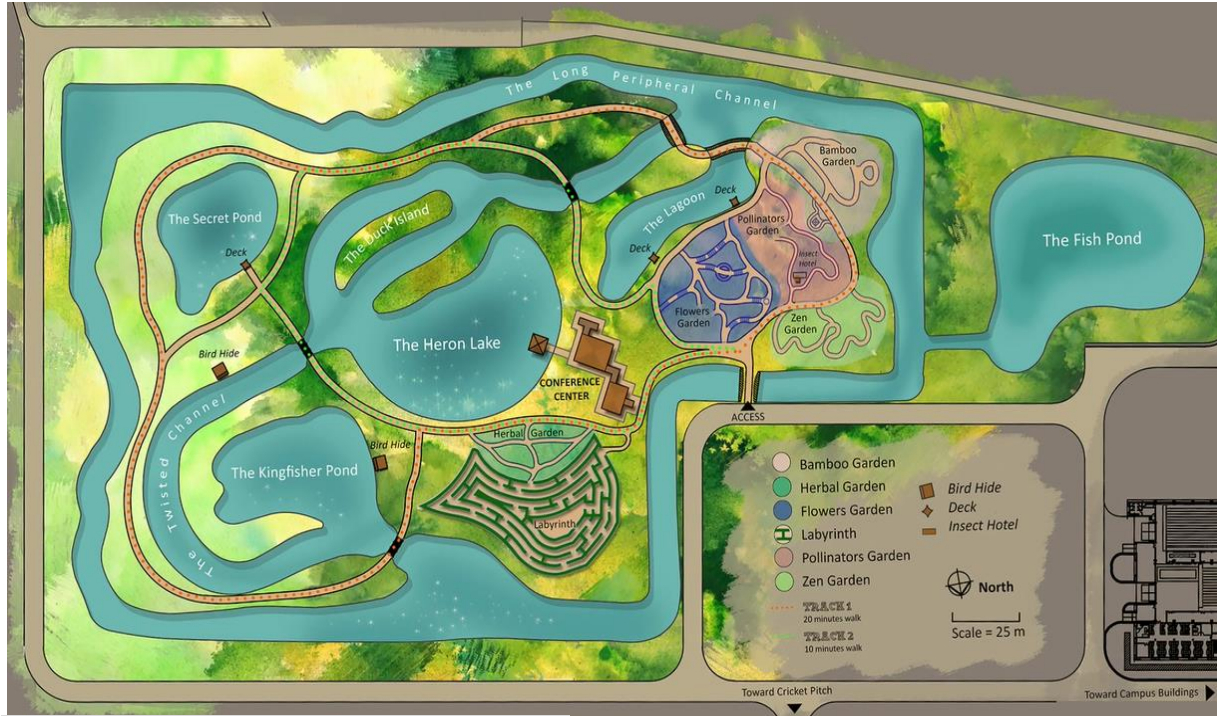 The Long Peripheral Channel
Bamboo
Garden
The Secret Pond
Deck
The Duck Island
The Lagoon
Deck
Deck
Pollinators
Garden
Insect
Hotel
The Fish Pond
Flowers
Garden
Zen
Garden
The Heron Lake
Bird Hide
CONFERENCE
CENTER
ACCESS
The Twisted Channel
Herbal Garden
Bird Hide
The Kingfisher Pond
Labyrinth
Bamboo Garden
Herbal Garden
Flowers Garden
Labyrinth
Pollinators Garden
Zen Garden
TRACK 1
20 minutes walk
TRACK 2
10 minutes walk
Bird Hide
Deck
Insect Hotel
North
Scale = 25 m
Toward Cricket Pitch
Toward Campus Buildings